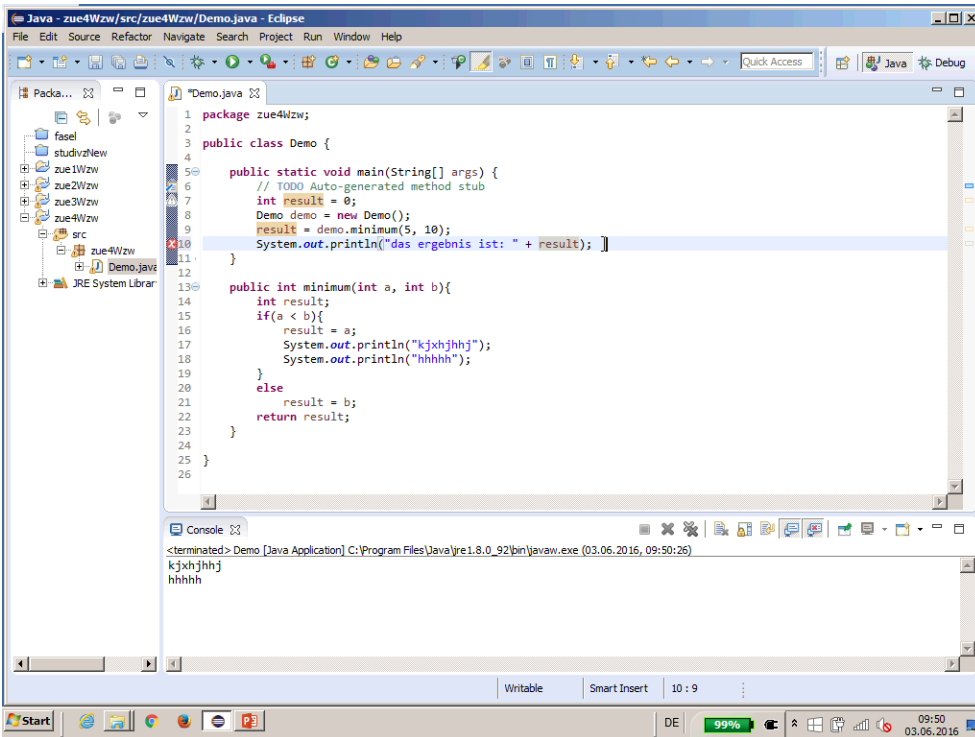 Java - zue4Wzw/src/zue4Wzw/Demo.java - Eclipse
File Edit Source Refactor Navigate Search Project Run Window Help
Quick Access Java Debug
Packa...
fasel
studivzNew
zue1Wzw
zue2Wzw
zue3Wzw
zue4Wzw
src
zue4Wzw
Demo.java
JRE System Librar
*Demo.java
1 package zue4Wzw;
2
3 public class Demo {
4
5 public static void main(String[] args) {
6 // TODO Auto-generated method stub
7 int result = 0;
8 Demo demo = new Demo();
9 result = demo.minimum(5, 10);
10 System.out.println("das ergebnis ist: " + result);
11 }
12
13 public int minimum(int a, int b){
14 int result;
15 if(a < b){
16 result = a;
17 System.out.println("kjxhjhhj");
18 System.out.println("hhhhh");
19 }
20 else
21 result = b;
22 return result;
23 }
24
25 }
26
Console
<terminated> Demo [Java Application] C:\Program Files\Java\jre1.8.0_92\bin\javaw.exe (03.06.2016, 09:50:26)
kjxhjhhj
hhhhh
Writable Smart Insert 10 : 9
Start DE 99% 09:50
03.06.2016